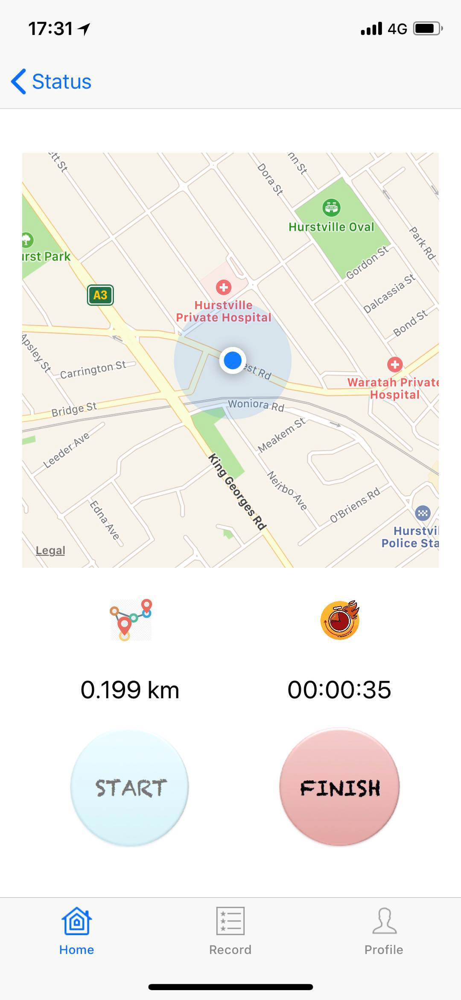 17:31
4G
Status
ett St
nn St
Dora St
Hurstville Oval
Park Rd
urst Park
Gordon St
A3
Dalcassia St
Hurstville
Private Hospital
Bond St
Apsley St
Carrington St
est Rd
Waratah Private
Hospital
Bridge St
Woniora Rd
Meakem St
Leeder Ave
King Georges Rd
Neirbo Ave
O'Briens Rd
Edna Ave
Hurstvil
Police Sta
Legal
0.199 km
00:00:35
START
FINISH
Home
Record
Profile